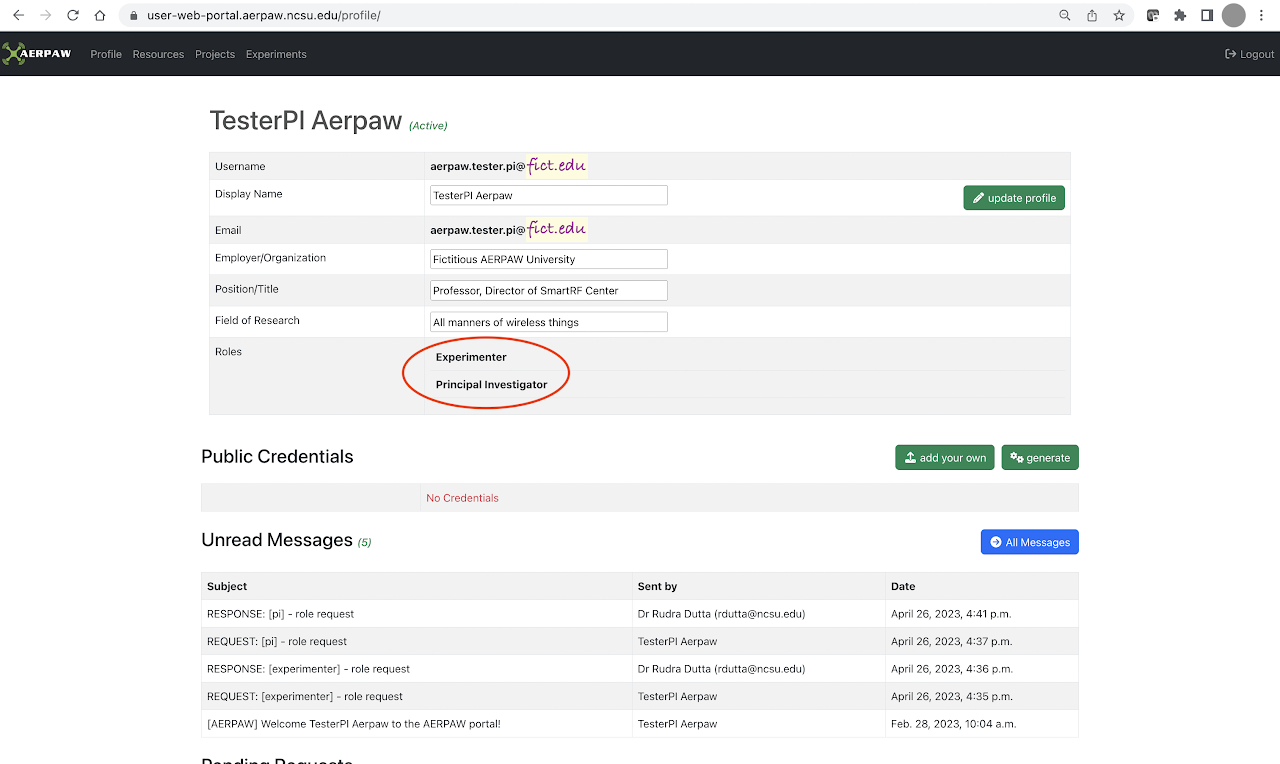 user-web-portal.aerpaw.ncsu.edu/profile/
AERPAW Profile Resources Projects Experiments Logout
TesterPI Aerpaw (Active)
Username aerpaw.tester.pi@fict.edu
Display Name TesterPI Aerpaw update profile
Email aerpaw.tester.pi@fict.edu
Employer/Organization Fictitious AERPAW University
Position/Title Professor, Director of SmartRF Center
Field of Research All manners of wireless things
Roles Experimenter
Principal Investigator
Public Credentials add your own generate
No Credentials
Unread Messages (5) All Messages
Subject Sent by Date
RESPONSE: [pi] - role request Dr Rudra Dutta (rdutta@ncsu.edu) April 26, 2023, 4:41 p.m.
REQUEST: [pi] - role request TesterPI Aerpaw April 26, 2023, 4:37 p.m.
RESPONSE: [experimenter] - role request Dr Rudra Dutta (rdutta@ncsu.edu) April 26, 2023, 4:36 p.m.
REQUEST: [experimenter] - role request TesterPI Aerpaw April 26, 2023, 4:35 p.m.
[AERPAW] Welcome TesterPI Aerpaw to the AERPAW portal! TesterPI Aerpaw Feb. 28, 2023, 10:04 a.m.
Pending Requests